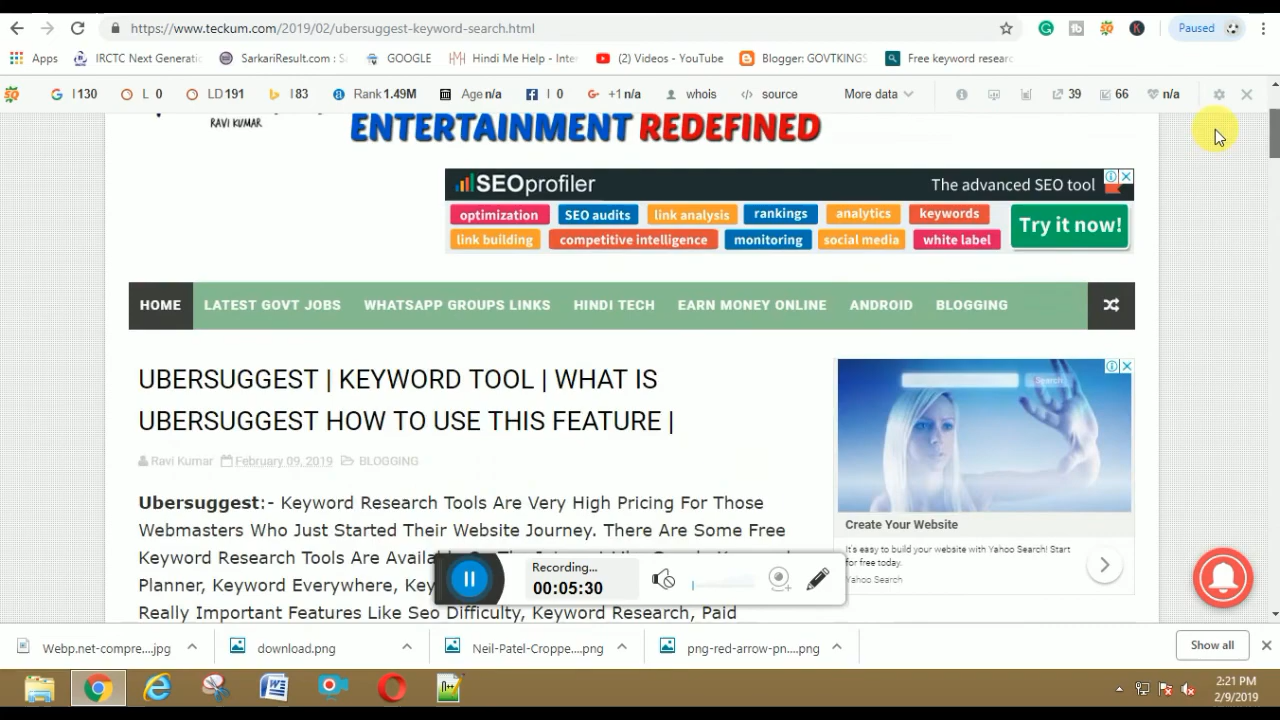 https://www.teckum.com/2019/02/ubersuggest-keyword-search.html
Paused
Apps
IRCTC Next Generati
SarkariResult.com : S
GOOGLE
Hindi Me Help - Inte
(2) Videos - YouTube
Blogger: GOVTKINGS
Free keyword resear
I 130
L 0
LD 191
I 83
Rank 1.49M
Age n/a
I 0
+1 n/a
whois
source
More data
39
66
n/a
RAVI KUMAR
ENTERTAINMENT REDEFINED
SEOprofiler
The advanced SEO tool
optimization SEO audits link analysis rankings analytics keywords
link building competitive intelligence monitoring social media white label
Try it now!
HOME LATEST GOVT JOBS WHATSAPP GROUPS LINKS HINDI TECH EARN MONEY ONLINE ANDROID BLOGGING
UBERSUGGEST | KEYWORD TOOL | WHAT IS
UBERSUGGEST HOW TO USE THIS FEATURE |
Ravi Kumar February 09, 2019 BLOGGING
Ubersuggest:- Keyword Research Tools Are Very High Pricing For Those
Webmasters Who Just Started Their Website Journey. There Are Some Free
Keyword Research Tools Are
Planner, Keyword Everywhere,
Really Important Features Like Seo Difficulty, Keyword Research, Paid
Search
Create Your Website
It's easy to build your website with Yahoo Search! Start
for free today.
Yahoo Search
Recording...
00:05:30
Webp.net-compre....jpg
download.png
Neil-Patel-Croppe....png
png-red-arrow-pn....png
Show all
2:21 PM
2/9/2019